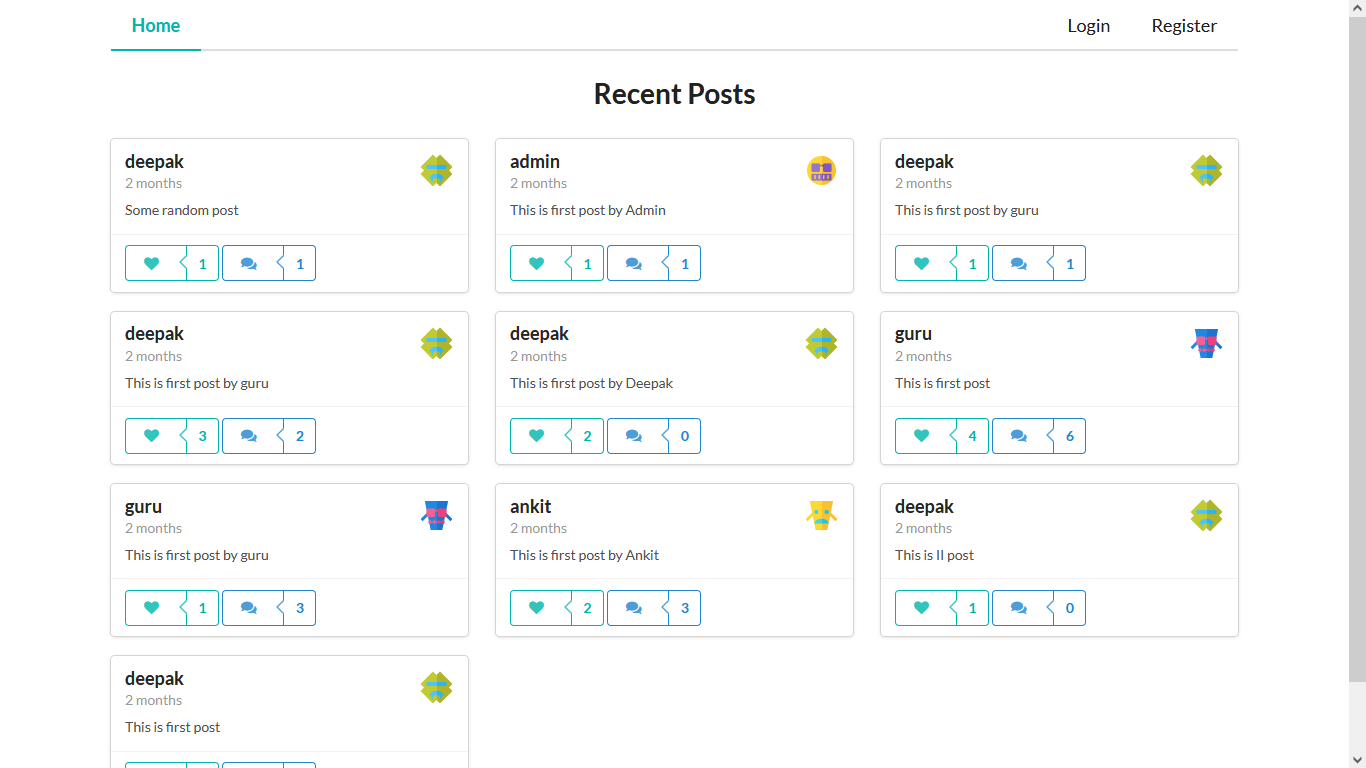 Home
Login
Register
Recent Posts
deepak
2 months
Some random post
1
1
admin
2 months
This is first post by Admin
1
1
deepak
2 months
This is first post by guru
1
1
deepak
2 months
This is first post by guru
3
2
deepak
2 months
This is first post by Deepak
2
0
guru
2 months
This is first post
4
6
guru
2 months
This is first post by guru
1
3
ankit
2 months
This is first post by Ankit
2
3
deepak
2 months
This is II post
1
0
deepak
2 months
This is first post